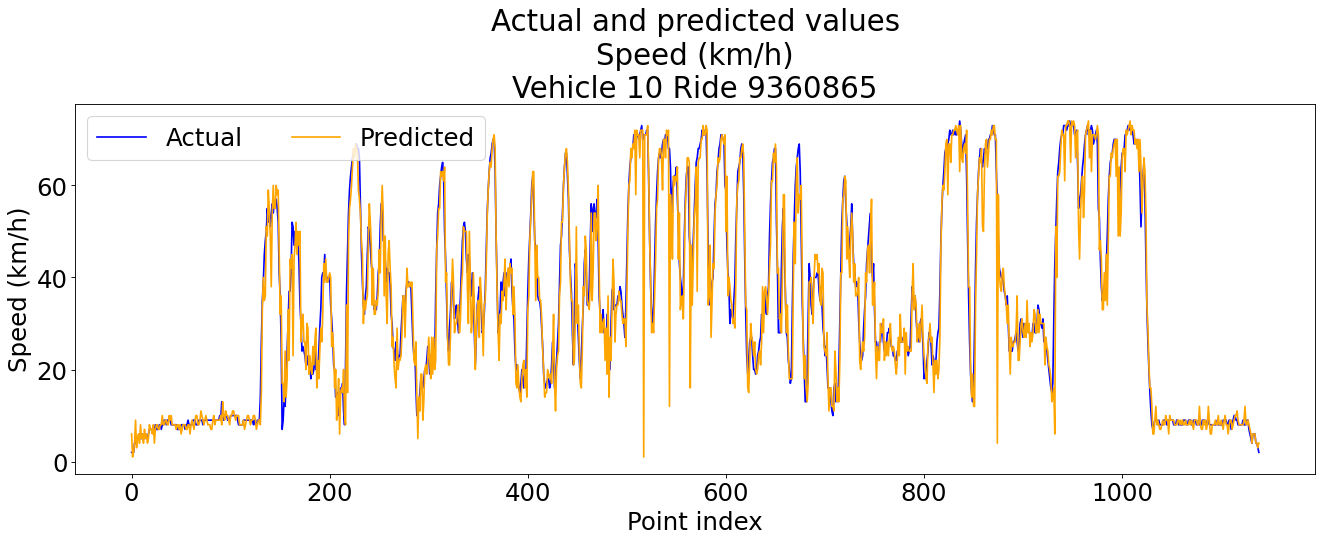 Actual and predicted values
Speed (km/h)
Vehicle 10 Ride 9360865
Actual
Predicted
Speed (km/h)
60
40
20
0
0
200
400
600
800
1000
Point index